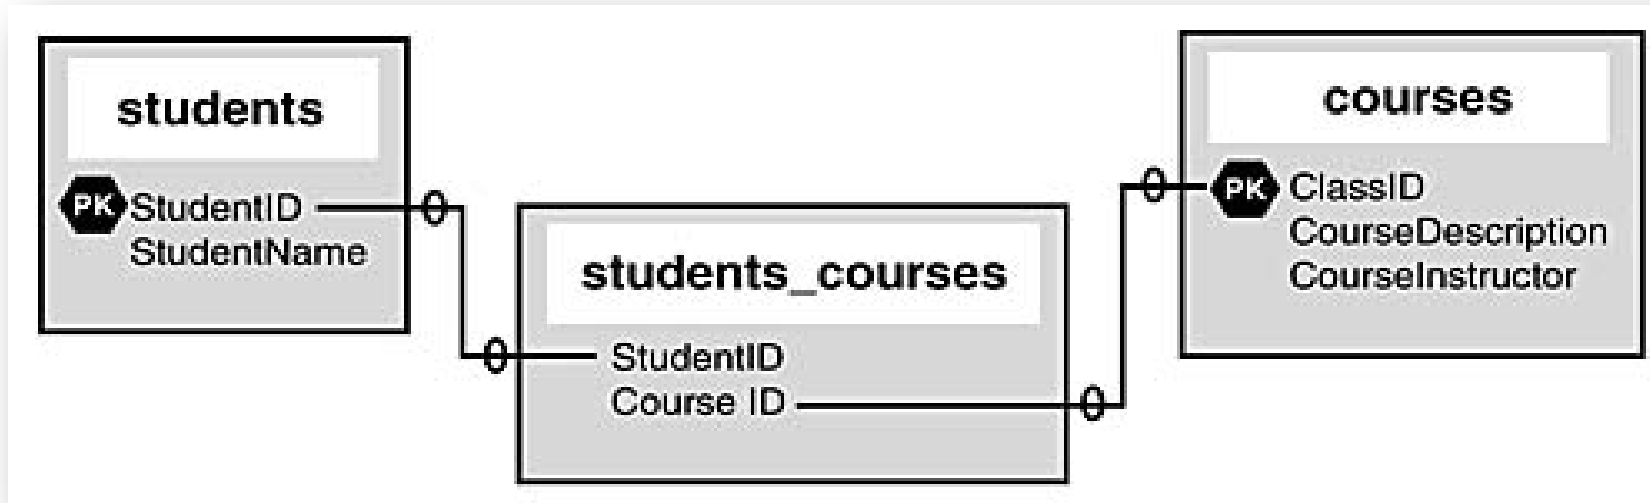 students
PK StudentID
StudentName
students_courses
StudentID
Course ID
courses
PK ClassID
CourseDescription
CourseInstructor